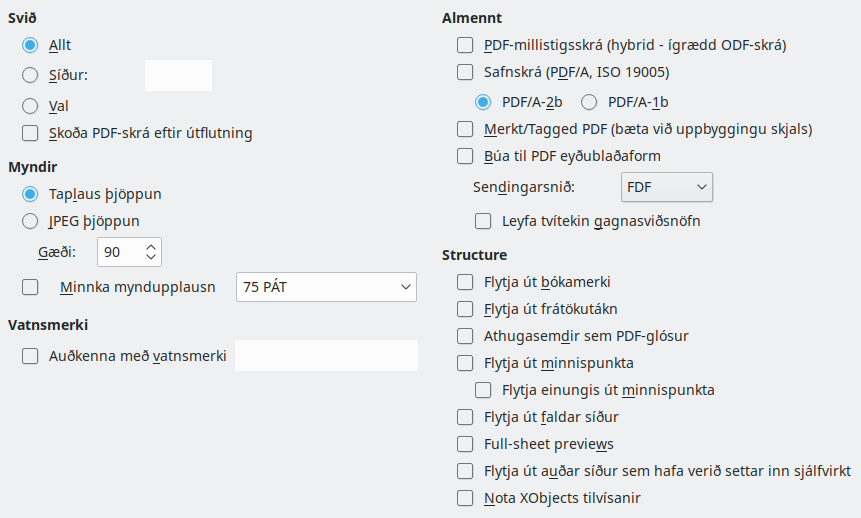 Svið
Allt
Síður:
Val
Skoða PDF-skrá eftir útflutning
Myndir
Taplaus þjöppun
JPEG þjöppun
Gæði: 90
Minnka myndupplausn 75 PÁT
Vatnsmerki
Auðkenna með vatnsmerki
Almennt
PDF-millistigsskrá (hybrid - ígrædd ODF-skrá)
Safnskrá (PDF/A, ISO 19005)
PDF/A-2b PDF/A-1b
Merkt/Tagged PDF (bæta við uppbyggingu skjals)
Búa til PDF eyðublaðaform
Sendingarsnið: FDF
Leyfa tvítekin gagnasviðsnöfn
Structure
Flytja út bókamerki
Flytja út frátökutákn
Athugasemdir sem PDF-glósur
Flytja út minnispunkta
Flytja einungis út minnispunkta
Flytja út faldar síður
Full-sheet previews
Flytja út auðar síður sem hafa verið settar inn sjálfvirkt
Nota XObjects tilvísanir